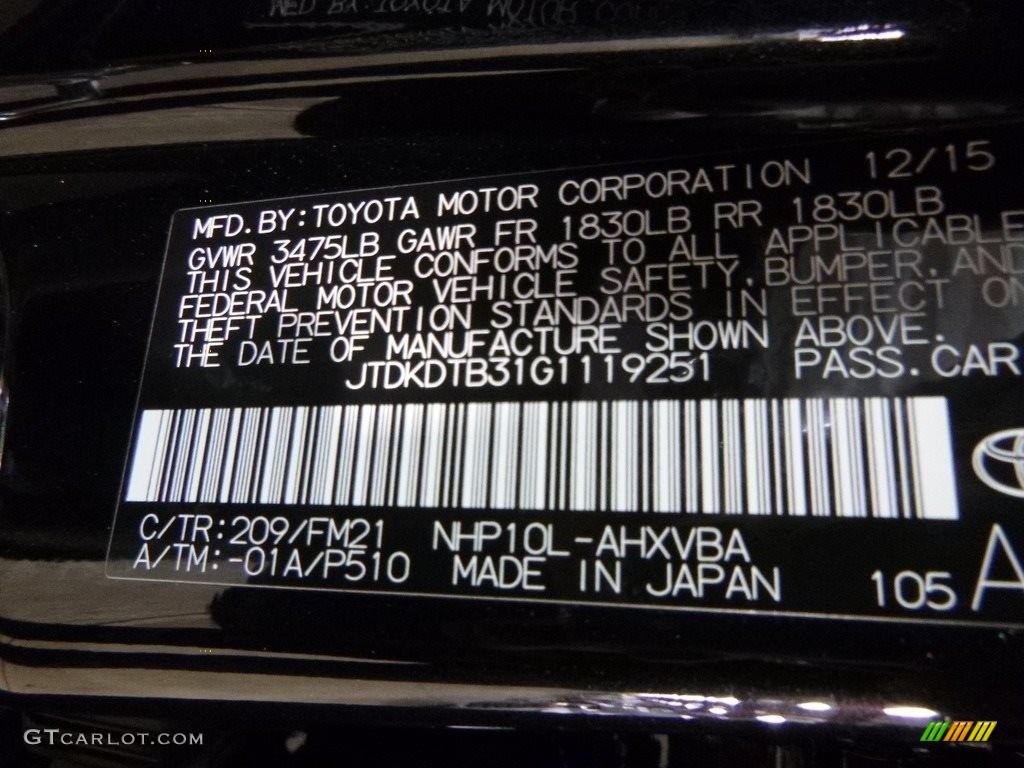 MFD.BY:TOYOTA MOTOR CORPORATION 12/15
GVWR 3475LB GAWR FR 1830LB RR 1830LB
THIS VEHICLE CONFORMS TO ALL APPLICABLE
FEDERAL MOTOR VEHICLE SAFETY,BUMPER,AND
THEFT PREVENTION STANDARDS IN EFFECT ON
THE DATE OF MANUFACTURE SHOWN ABOVE.
JTDKDTB31G1119251 PASS.CAR
C/TR:209/FM21 NHP10L-AHXVBA
A/TM:-01A/P510 MADE IN JAPAN 105 A
GTCARLOT.COM